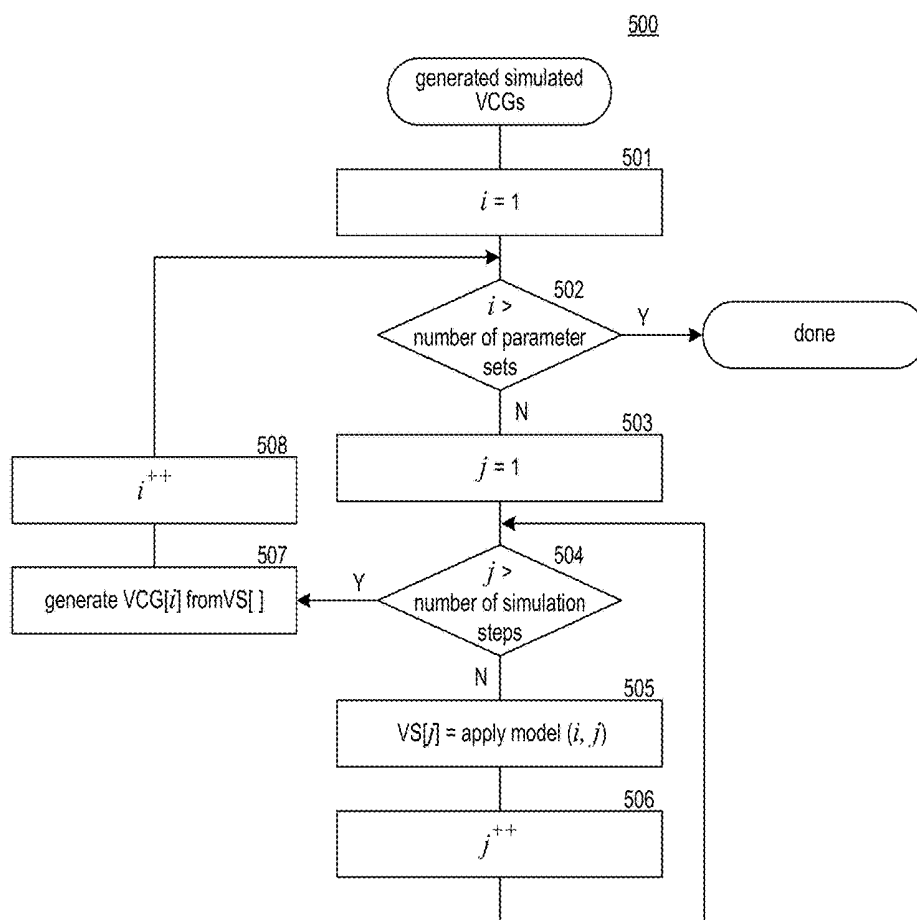 500
generated simulated
VCGs
501
i = 1
502
i >
number of parameter
sets
Y
done
N
503
j = 1
508
i++
504
j >
number of simulation
steps
Y
507
generate VCG[i] fromVS[ ]
N
505
VS[j] = apply model (i, j)
506
j++